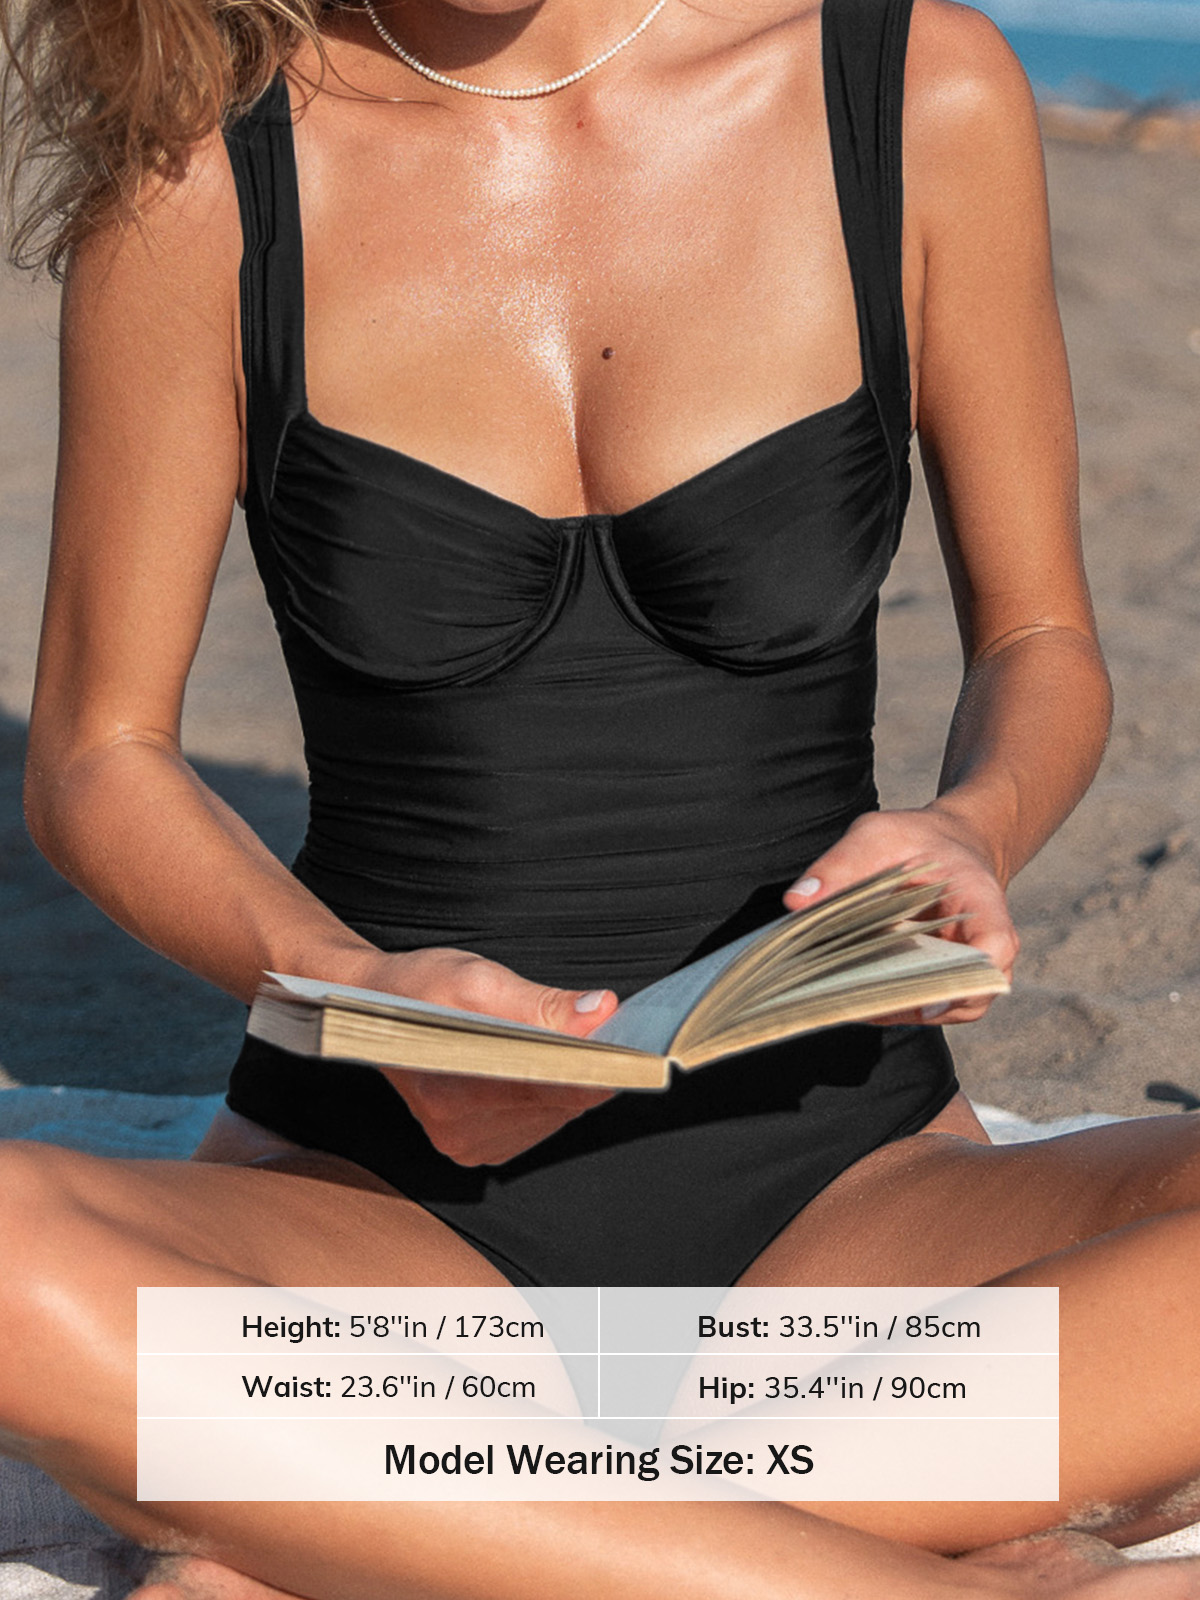 Height: 5'8''in / 173cm
Bust: 33.5''in / 85cm
Waist: 23.6''in / 60cm
Hip: 35.4''in / 90cm
Model Wearing Size: XS